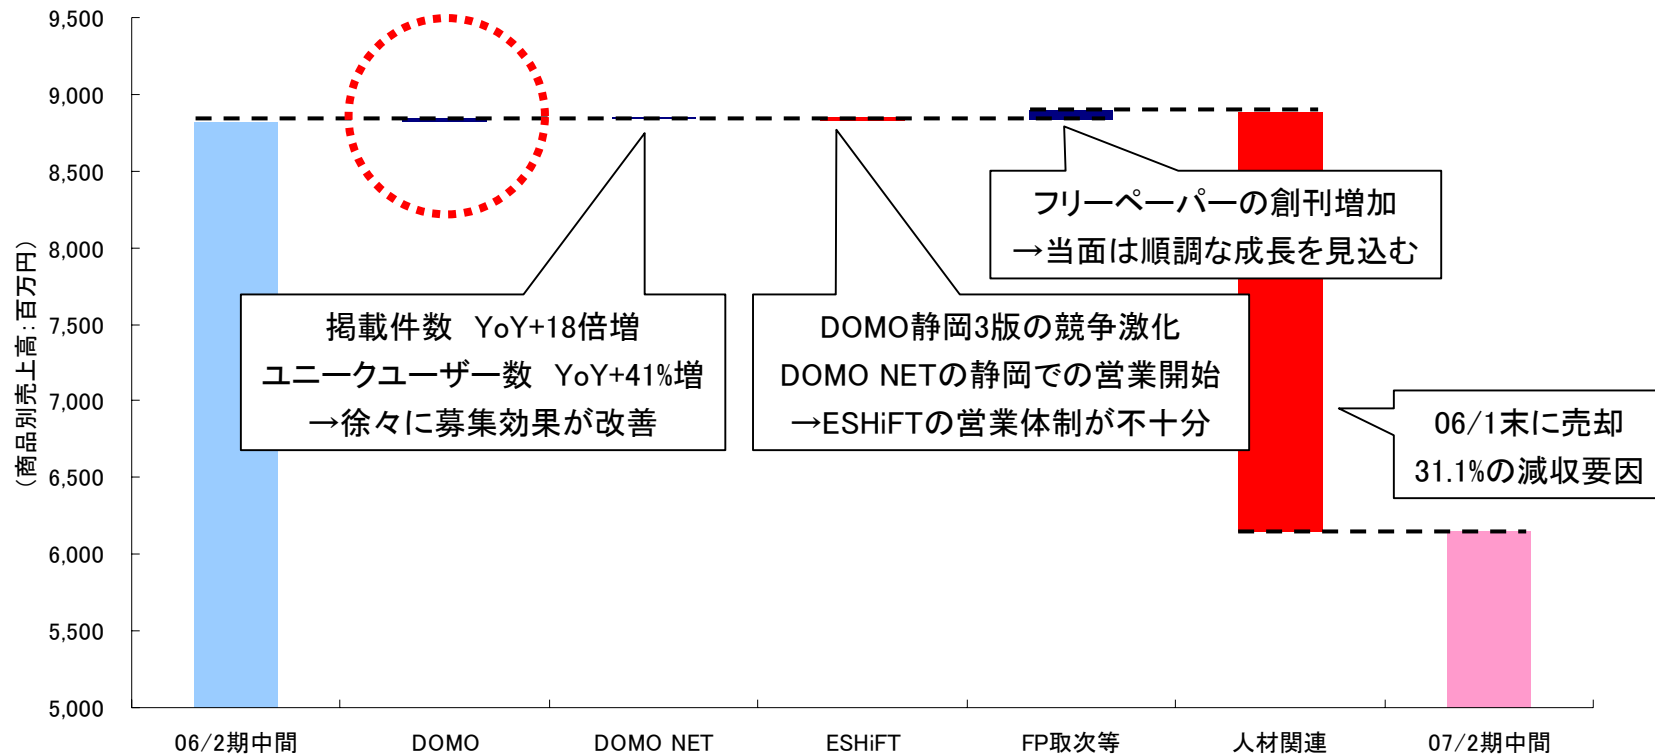 (商品別売上高:百万円)
9,500
9,000
8,500
8,000
7,500
7,000
6,500
6,000
5,500
5,000
フリーペーパーの創刊増加
→当面は順調な成長を見込む
掲載件数 YoY+18倍増
ユニークユーザー数 YoY+41%増
→徐々に募集効果が改善
DOMO静岡3版の競争激化
DOMO NETの静岡での営業開始
→ESHiFTの営業体制が不十分
06/1末に売却
31.1%の減収要因
06/2期中間 DOMO DOMO NET ESHiFT FP取次等 人材関連 07/2期中間